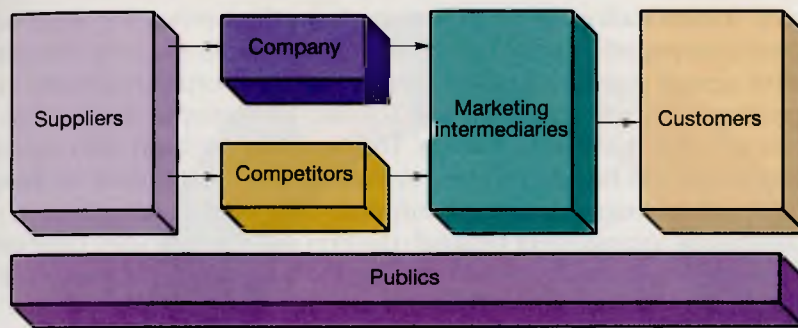 Suppliers
Company
Competitors
Marketing
intermediaries
Customers
Publics